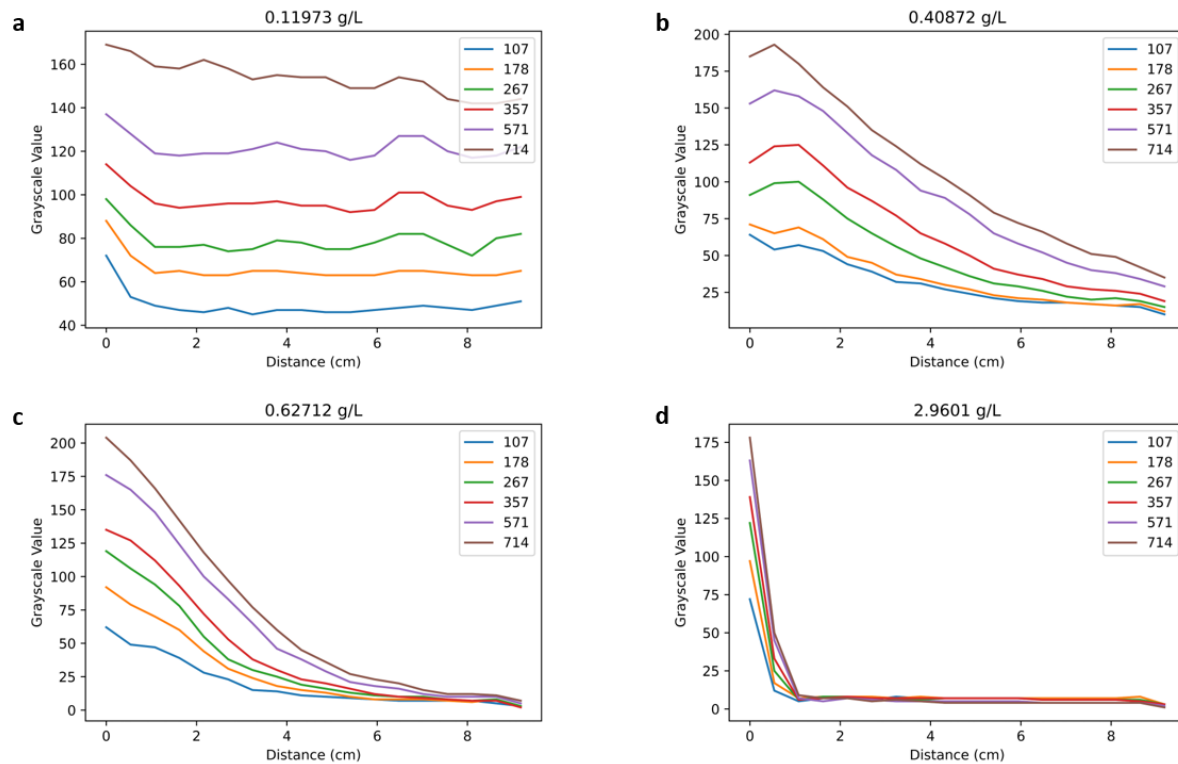 a
0.11973 g/L
Grayscale Value
160
140
120
100
80
60
40
0 2 4 6 8
Distance (cm)
107
178
267
357
571
714
b
0.40872 g/L
Grayscale Value
200
175
150
125
100
75
50
25
0 2 4 6 8
Distance (cm)
107
178
267
357
571
714
c
0.62712 g/L
Grayscale Value
200
175
150
125
100
75
50
25
0
0 2 4 6 8
Distance (cm)
107
178
267
357
571
714
d
2.9601 g/L
Grayscale Value
175
150
125
100
75
50
25
0
0 2 4 6 8
Distance (cm)
107
178
267
357
571
714